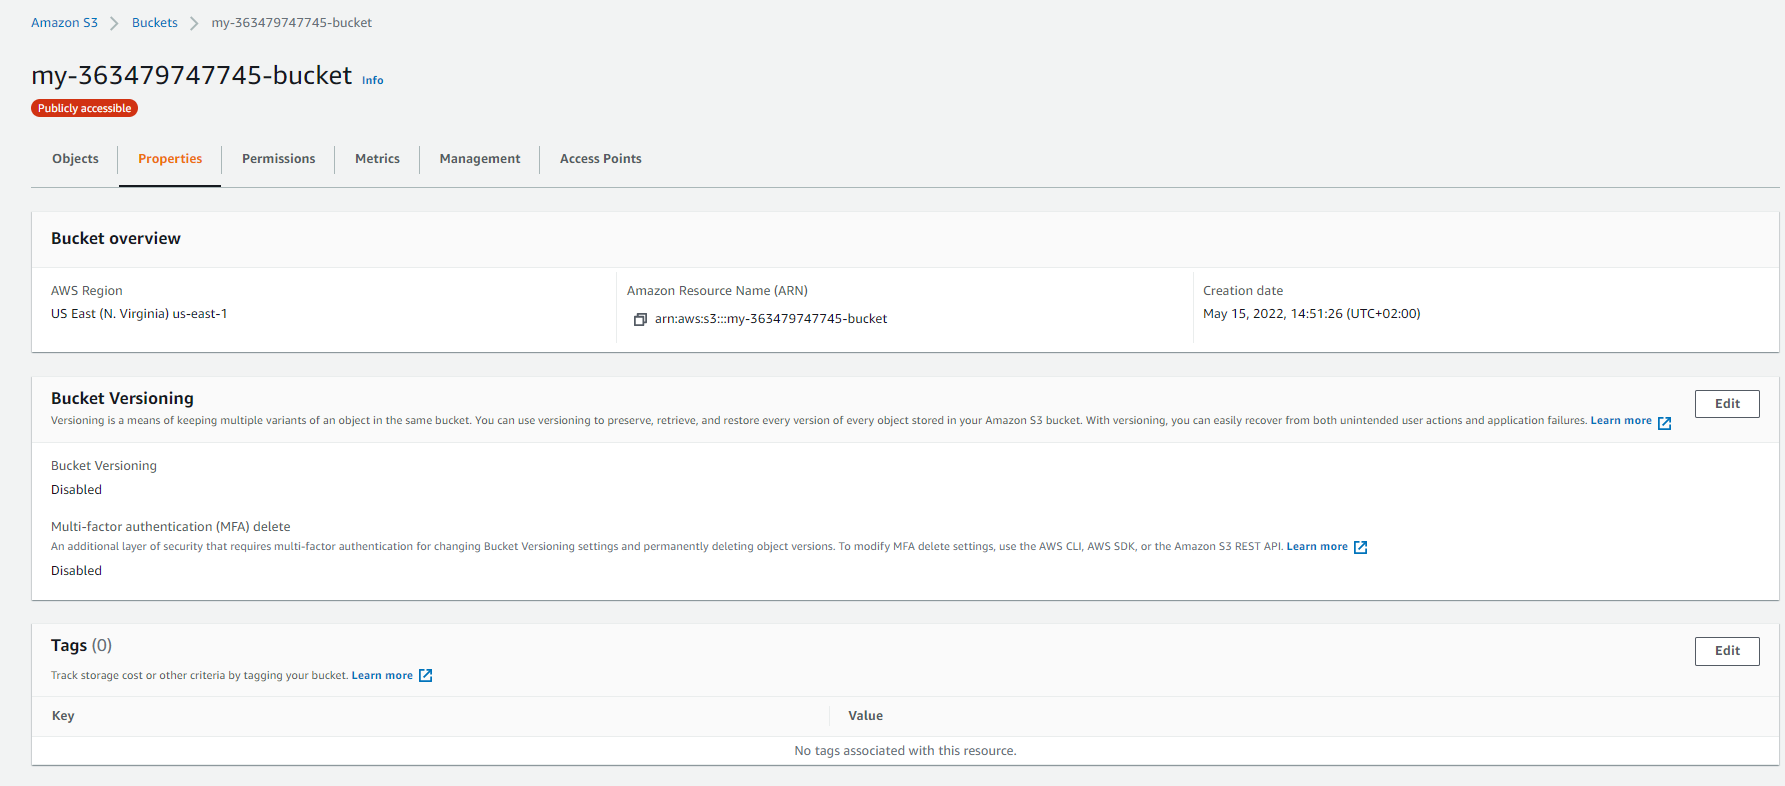 Amazon S3 > Buckets > my-363479747745-bucket
my-363479747745-bucket Info
Publicly accessible
Objects Properties Permissions Metrics Management Access Points
Bucket overview
AWS Region
US East (N. Virginia) us-east-1
Amazon Resource Name (ARN)
arn:aws:s3:::my-363479747745-bucket
Creation date
May 15, 2022, 14:51:26 (UTC+02:00)
Bucket Versioning
Edit
Versioning is a means of keeping multiple variants of an object in the same bucket. You can use versioning to preserve, retrieve, and restore every version of every object stored in your Amazon S3 bucket. With versioning, you can easily recover from both unintended user actions and application failures. Learn more
Bucket Versioning
Disabled
Multi-factor authentication (MFA) delete
An additional layer of security that requires multi-factor authentication for changing Bucket Versioning settings and permanently deleting object versions. To modify MFA delete settings, use the AWS CLI, AWS SDK, or the Amazon S3 REST API. Learn more
Disabled
Tags (0)
Edit
Track storage cost or other criteria by tagging your bucket. Learn more
Key Value
No tags associated with this resource.